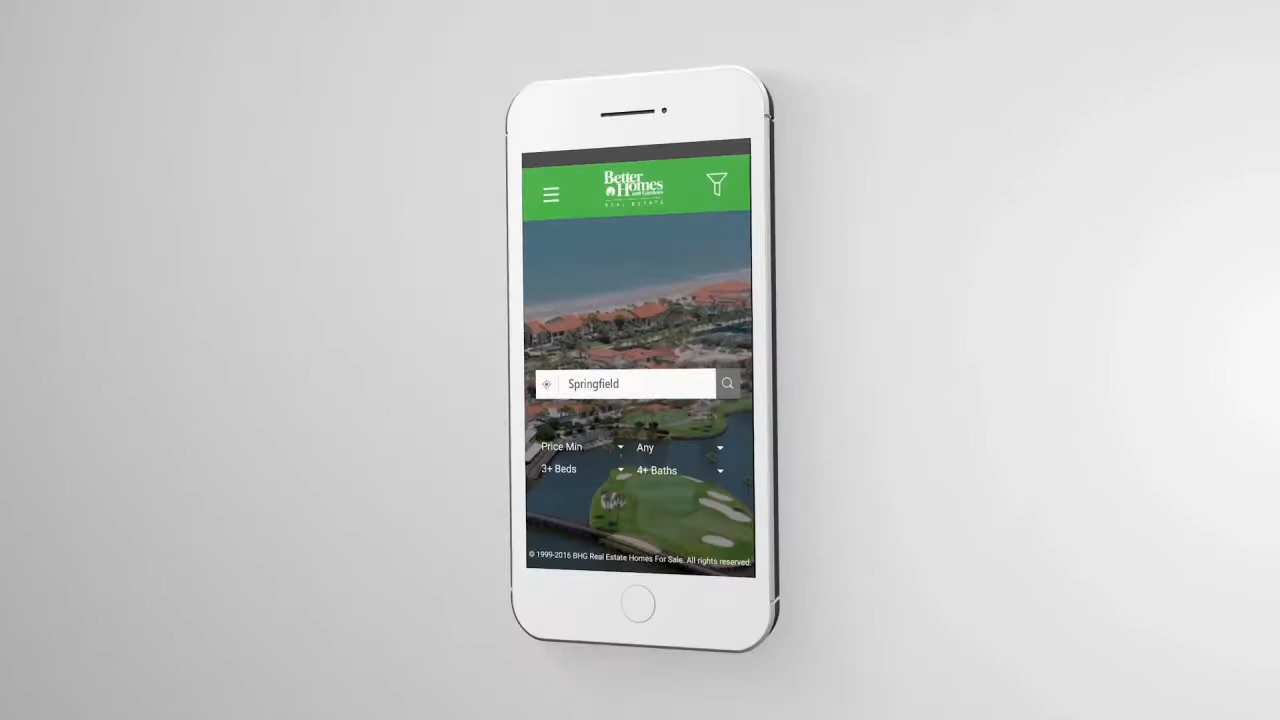 Better
Homes
and Gardens
REAL ESTATE
Springfield
Price Min
Any
3+ Beds
4+ Baths
© 1999-2016 BHG Real Estate Homes For Sale. All rights reserved.